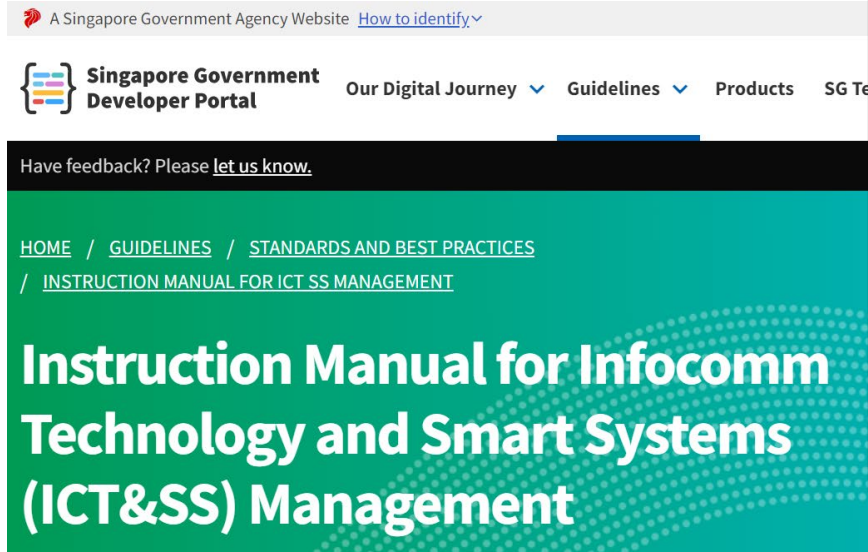 A Singapore Government Agency Website How to identify
Singapore Government
Developer Portal
Our Digital Journey Guidelines Products SG Te
Have feedback? Please let us know.
HOME / GUIDELINES / STANDARDS AND BEST PRACTICES
/ INSTRUCTION MANUAL FOR ICT SS MANAGEMENT
Instruction Manual for Infocomm
Technology and Smart Systems
(ICT&SS) Management